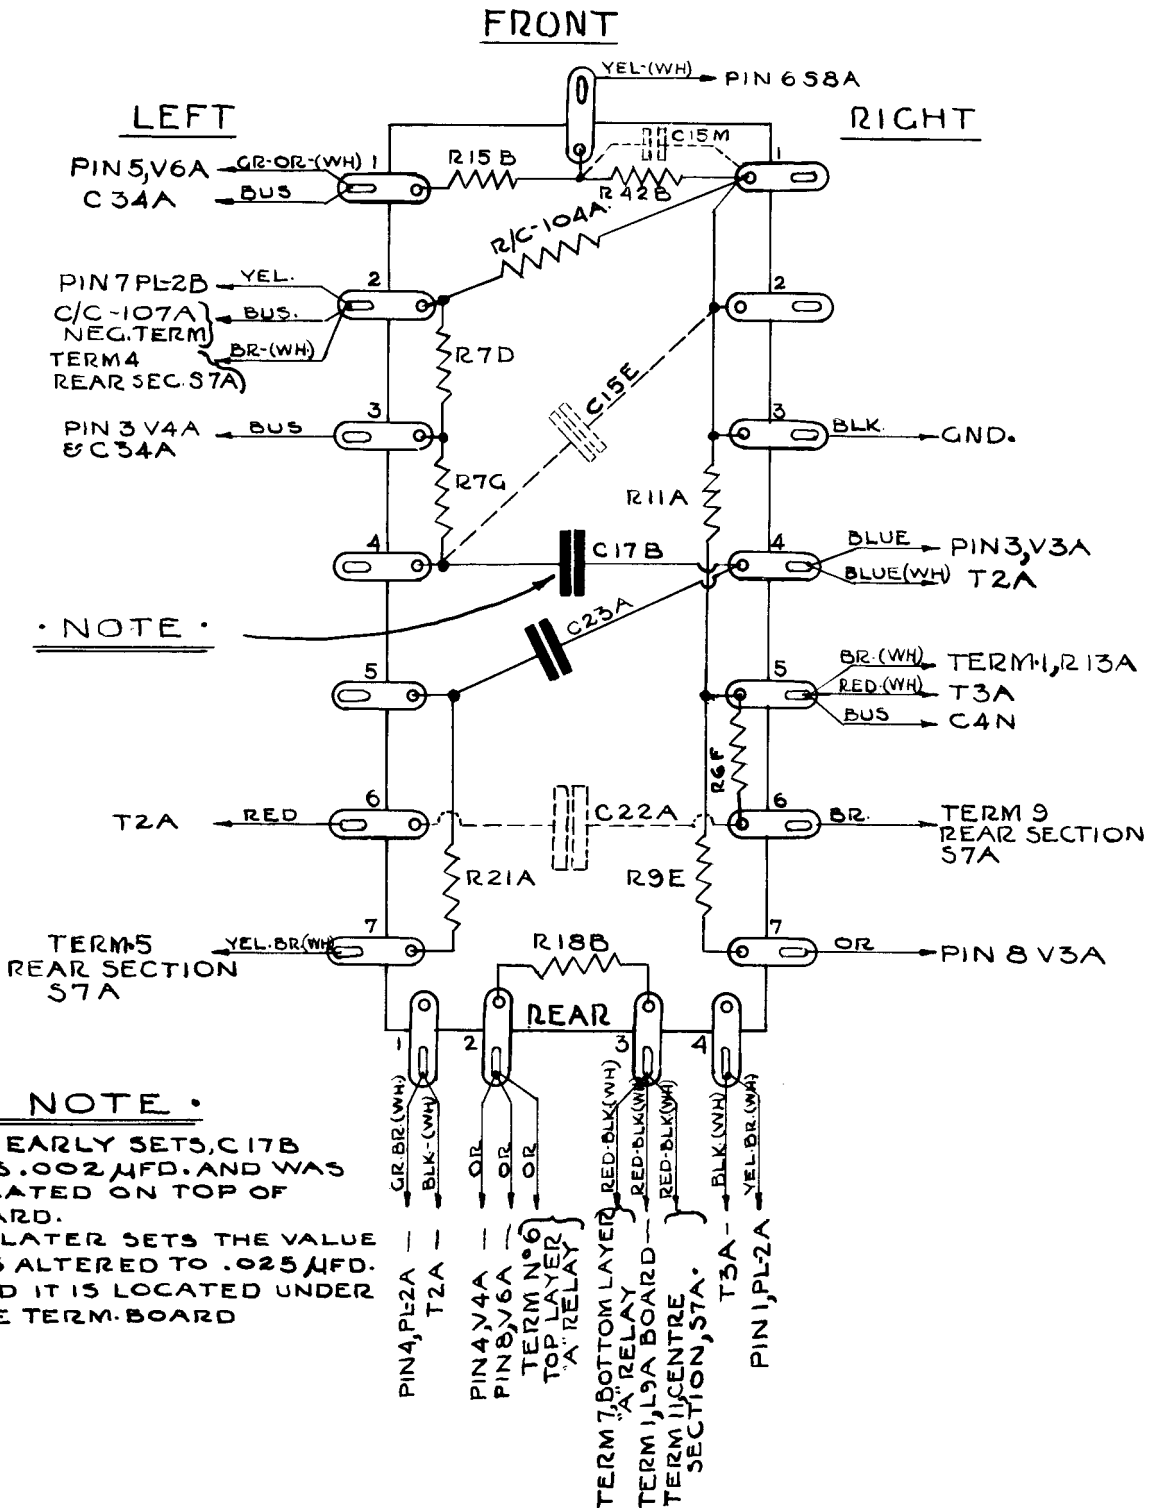 FRONT
YEL-(WH)
PIN 6 S8A
LEFT
RIGHT
PIN 5, V6A
GR-OR-(WH)
1
C 34A
BUS
R15B
C15M
R42B
1
R/C-104A.
PIN 7 PL-2B
YEL.
2
C/C-107A
NEG. TERM
BUS.
TERM 4
REAR SEC. S7A
BR-(WH)
R7D
2
C15E
PIN 3 V4A
& C34A
BUS
3
3
BLK.
GND.
R7G
R11A
4
C17B
4
BLUE
PIN 3, V3A
BLUE (WH)
T2A
• NOTE •
C23A
5
5
BR-(WH)
TERM. 1, R13A
RED-(WH)
T3A
BUS
C4N
R6F
T2A
RED
6
C22A
6
BR.
TERM 9
REAR SECTION
S7A
R21A
R9E
TERM. 5
REAR SECTION
S7A
YEL. BR. (WH)
7
R18B
7
OR
PIN 8 V3A
REAR
1
2
3
4
GR. BR. (WH.)
BLK-(WH)
OR
OR
OR
RED-BLK (WH)
RED-BLK (WH)
RED-BLK (WH)
BLK-(WH)
YEL. BR. (WH)
PIN 4, PL-2A
T2A
PIN 4, V4A
PIN 8, V6A
TERM Nº 6
TOP LAYER
"A" RELAY
TERM 7, BOTTOM LAYER
"A" RELAY
TERM 1, L9A BOARD
TERM 11, CENTRE
SECTION, S7A.
T3A
PIN 1, PL-2A
NOTE •
EARLY SETS, C17B
S .002 µFD. AND WAS
ATED ON TOP OF
ARD.
LATER SETS THE VALUE
S ALTERED TO .025 µFD.
D IT IS LOCATED UNDER
E TERM. BOARD